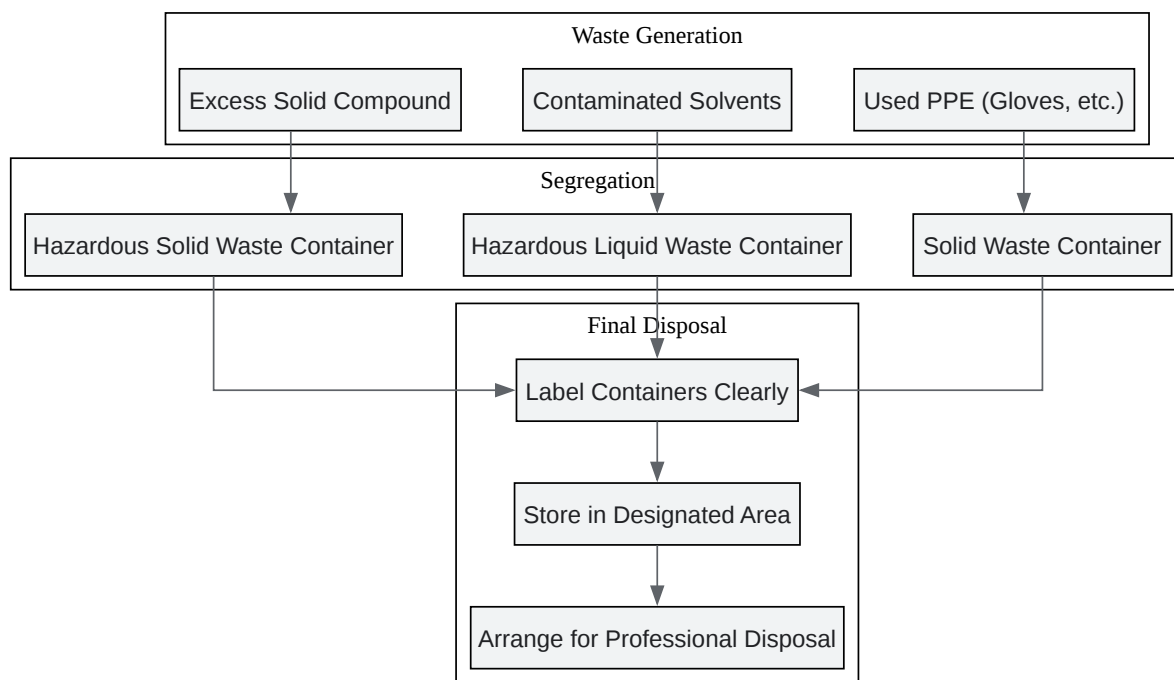 Waste Generation
Excess Solid Compound
Contaminated Solvents
Used PPE (Gloves, etc.)
Segregation
Hazardous Solid Waste Container
Hazardous Liquid Waste Container
Solid Waste Container
Final Disposal
Label Containers Clearly
Store in Designated Area
Arrange for Professional Disposal